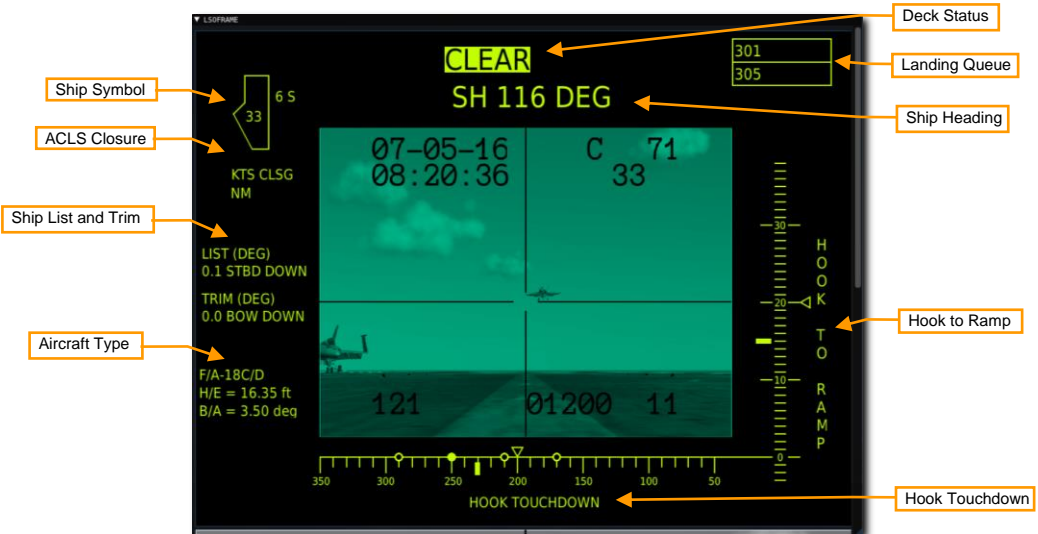 LSOFRAME
Deck Status
CLEAR
301
305
Landing Queue
Ship Symbol
6 S
33
SH 116 DEG
Ship Heading
ACLS Closure
KTS CLSG
NM
07-05-16
08:20:36
C 71
33
Ship List and Trim
LIST (DEG)
0.1 STBD DOWN
TRIM (DEG)
0.0 BOW DOWN
30
20
10
0
HOOK TO RAMP
Hook to Ramp
Aircraft Type
F/A-18C/D
H/E = 16.35 ft
B/A = 3.50 deg
121
01200 11
350 300 250 200 150 100 50
HOOK TOUCHDOWN
Hook Touchdown